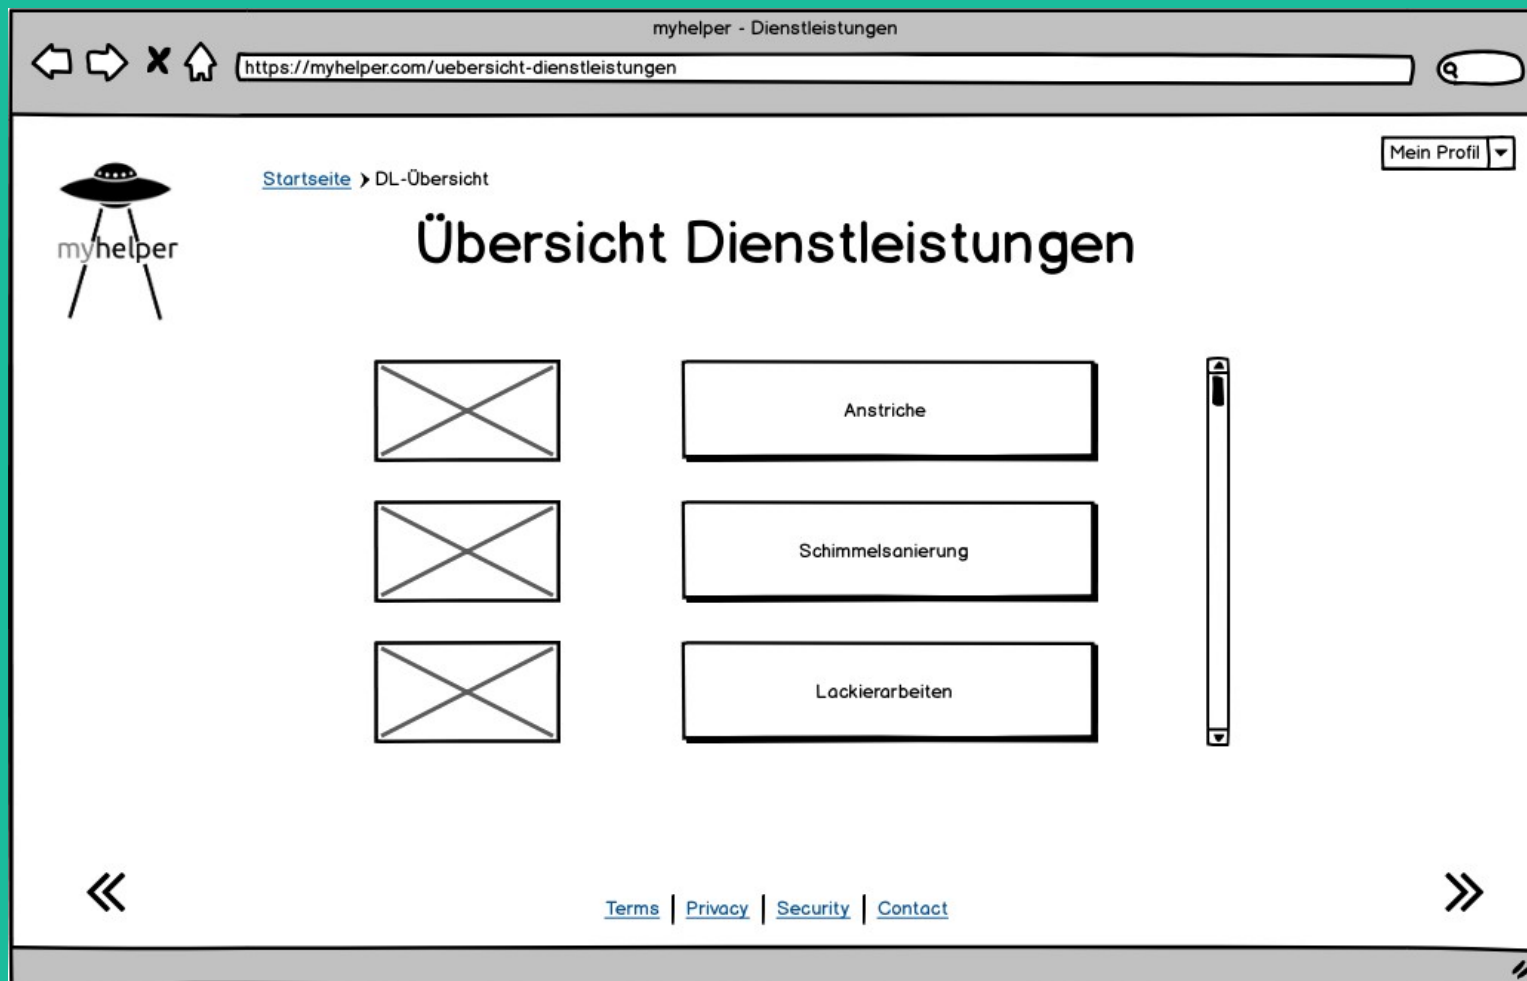 myhelper - Dienstleistungen
https://myhelper.com/uebersicht-dienstleistungen
Mein Profil
Startseite > DL-Übersicht
myhelper
Übersicht Dienstleistungen
Anstriche
Schimmelsanierung
Lackierarbeiten
Terms | Privacy | Security | Contact